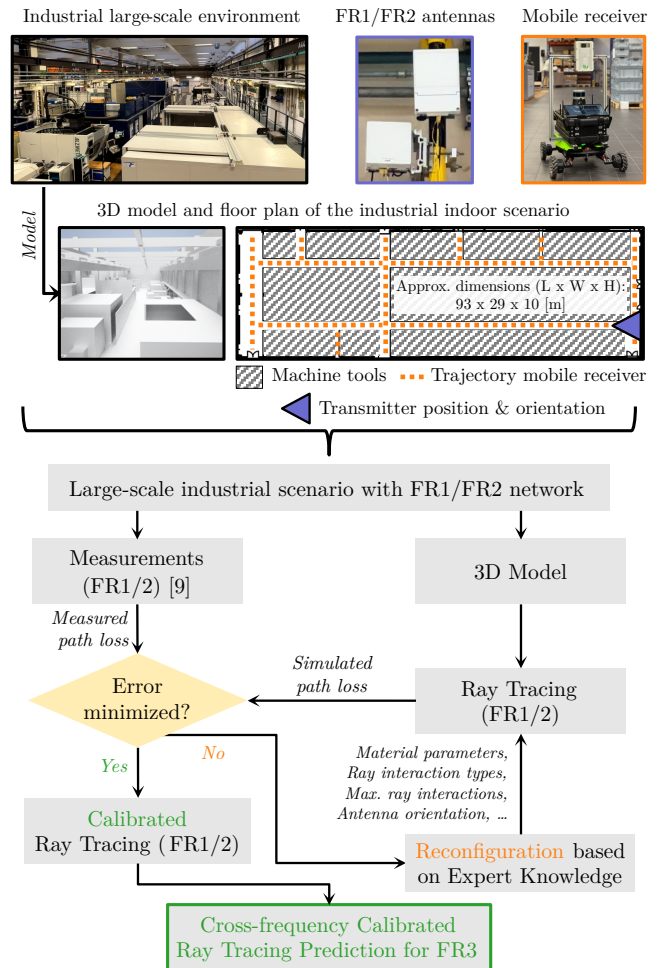 Industrial large-scale environment
FR1/FR2 antennas
Mobile receiver
Model
3D model and floor plan of the industrial indoor scenario
Approx. dimensions (L x W x H):
93 x 29 x 10 [m]
Machine tools
Trajectory mobile receiver
Transmitter position & orientation
Large-scale industrial scenario with FR1/FR2 network
Measurements
(FR1/2) [9]
3D Model
Measured
path loss
Simulated
path loss
Error
minimized?
Ray Tracing
(FR1/2)
Yes
No
Material parameters,
Ray interaction types,
Max. ray interactions,
Antenna orientation, ...
Calibrated
Ray Tracing (FR1/2)
Reconfiguration based
on Expert Knowledge
Cross-frequency Calibrated
Ray Tracing Prediction for FR3